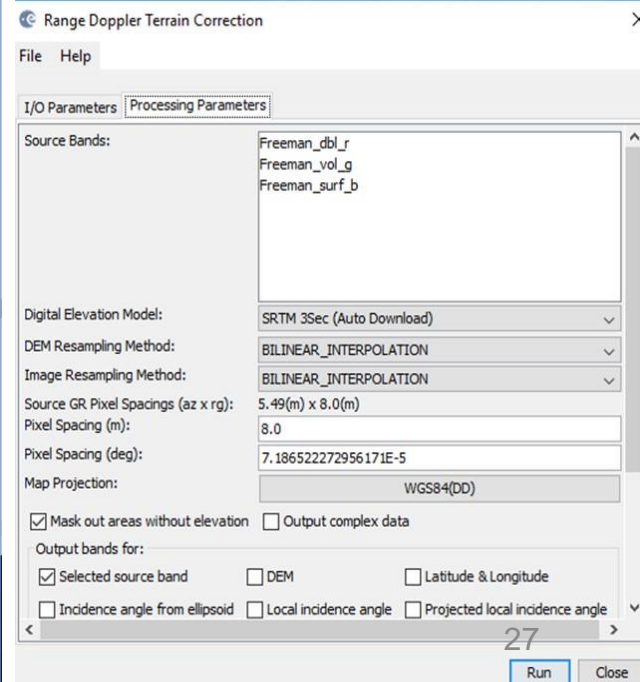 Range Doppler Terrain Correction
File Help
I/O Parameters Processing Parameters
Source Bands:
Freeman_dbl_r
Freeman_vol_g
Freeman_surf_b
Digital Elevation Model: SRTM 3Sec (Auto Download)
DEM Resampling Method: BILINEAR_INTERPOLATION
Image Resampling Method: BILINEAR_INTERPOLATION
Source GR Pixel Spacings (az x rg): 5.49(m) x 8.0(m)
Pixel Spacing (m): 8.0
Pixel Spacing (deg): 7.186522272956171E-5
Map Projection: WGS84(DD)
Mask out areas without elevation Output complex data
Output bands for:
Selected source band DEM Latitude & Longitude
Incidence angle from ellipsoid Local incidence angle Projected local incidence angle
27
Run Close